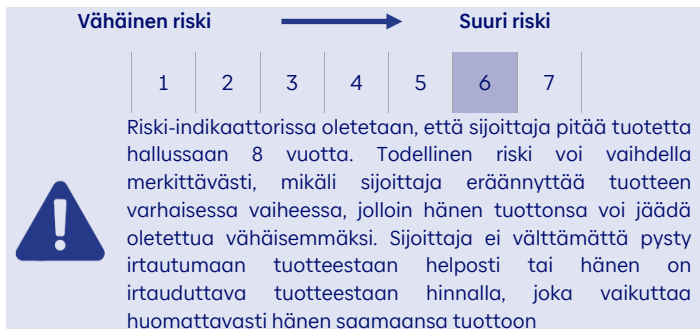 Vähäinen riski Suuri riski
1 2 3 4 5 6 7
Riski-indikaattorissa oletetaan, että sijoittaja pitää tuotetta
hallussaan 8 vuotta. Todellinen riski voi vaihdella
merkittävästi, mikäli sijoittaja eräännyttää tuotteen
varhaisessa vaiheessa, jolloin hänen tuottonsa voi jäädä
oletettua vähäisemmäksi. Sijoittaja ei välttämättä pysty
irtautumaan tuotteestaan helposti tai hänen on
irtauduttava tuotteestaan hinnalla, joka vaikuttaa
huomattavasti hänen saamaansa tuottoon